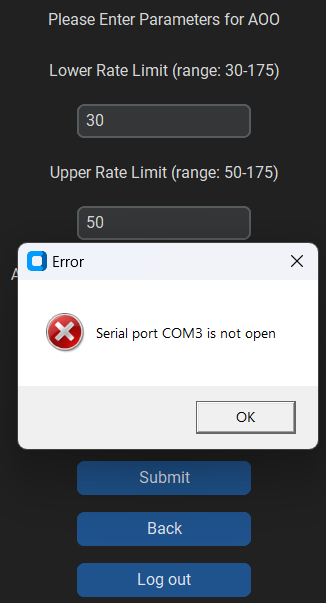 Please Enter Parameters for AOO
Lower Rate Limit (range: 30-175)
30
Upper Rate Limit (range: 50-175)
50
Error
Serial port COM3 is not open
OK
Submit
Back
Log out